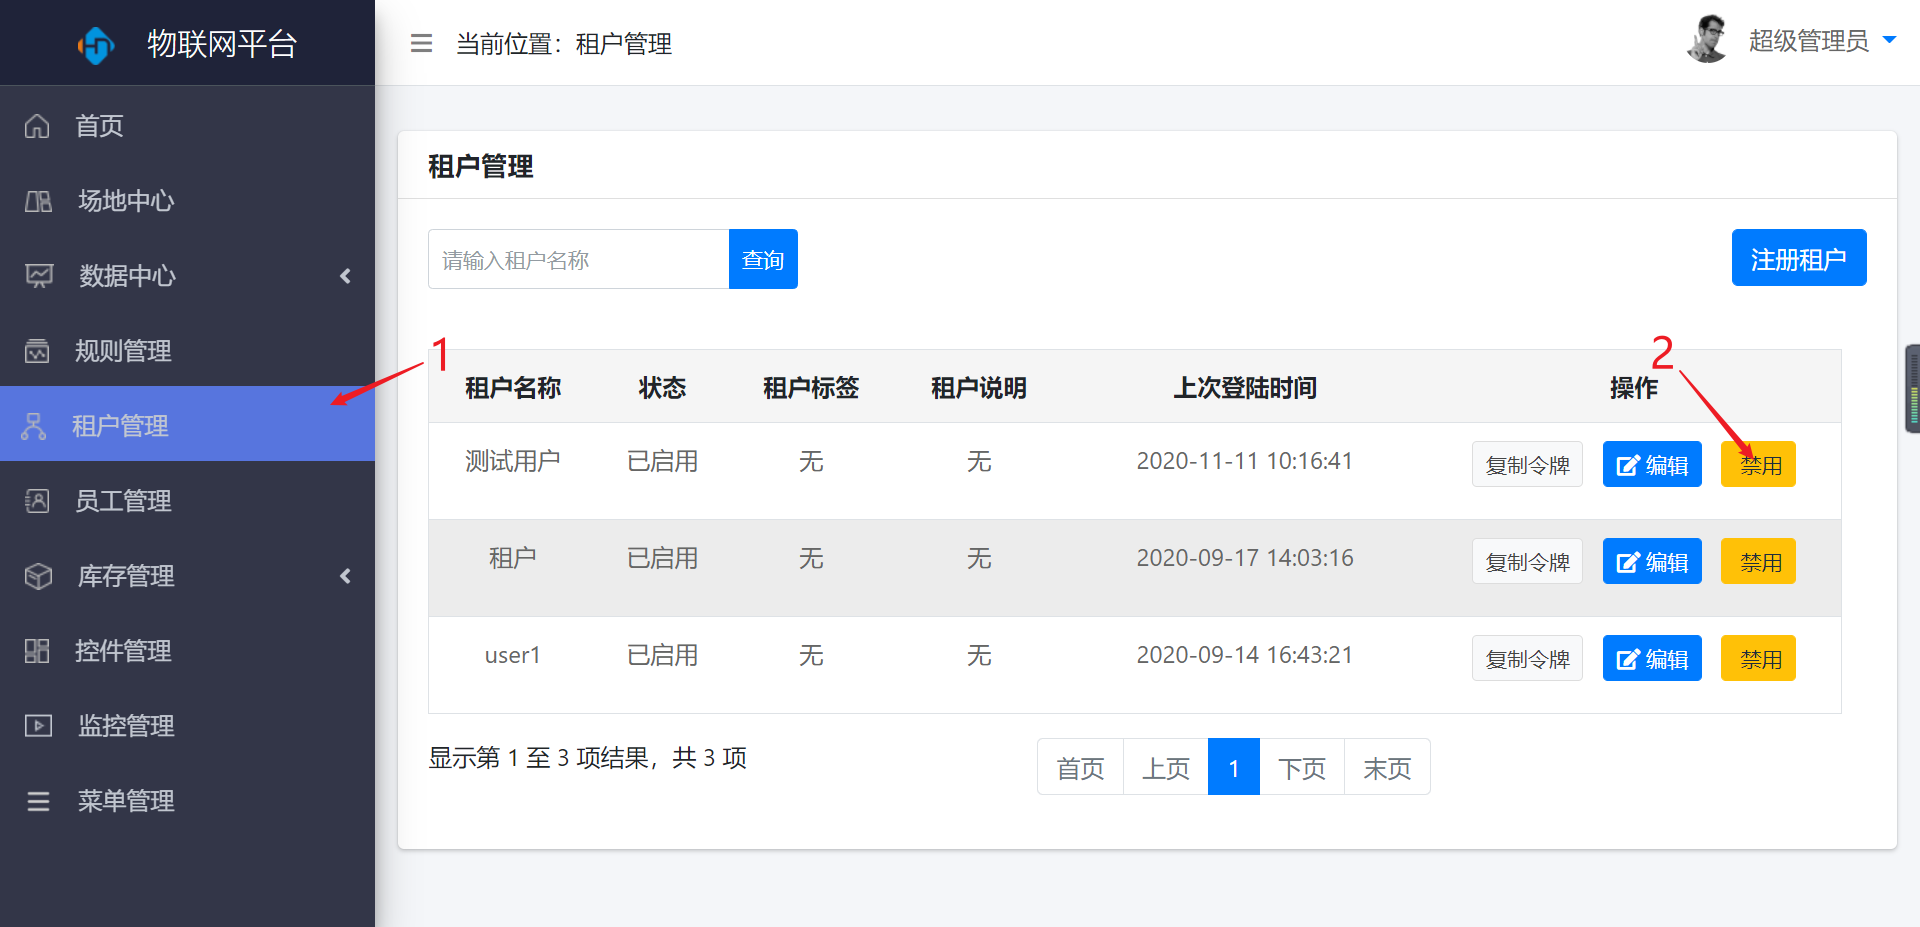 物联网平台
当前位置：租户管理
超级管理员
首页
场地中心
数据中心
规则管理
租户管理
员工管理
库存管理
控件管理
监控管理
菜单管理
租户管理
请输入租户名称 查询
注册租户
1
2
租户名称 状态 租户标签 租户说明 上次登陆时间 操作
测试用户 已启用 无 无 2020-11-11 10:16:41 复制令牌 编辑 禁用
租户 已启用 无 无 2020-09-17 14:03:16 复制令牌 编辑 禁用
user1 已启用 无 无 2020-09-14 16:43:21 复制令牌 编辑 禁用
显示第 1 至 3 项结果，共 3 项
首页 上页 1 下页 末页